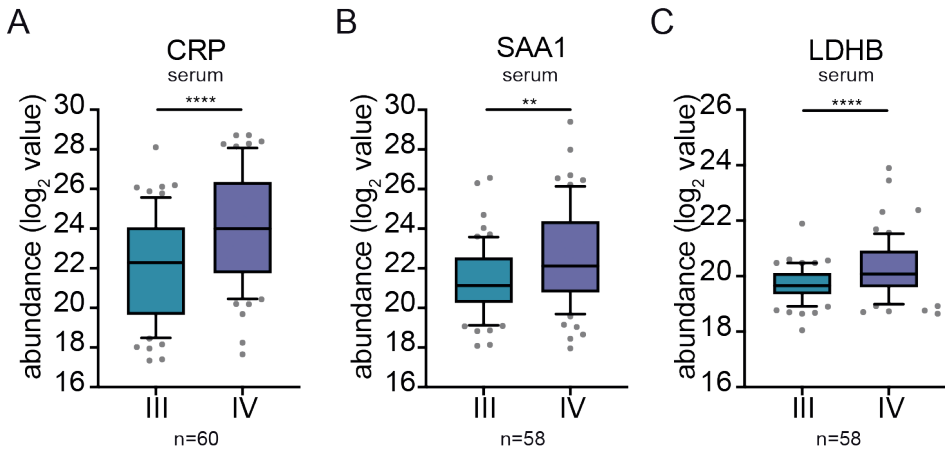 A
CRP
serum
****
abundance (log2 value)
30
28
26
24
22
20
18
16
III
IV
n=60
B
SAA1
serum
**
abundance (log2 value)
30
28
26
24
22
20
18
16
III
IV
n=58
C
LDHB
serum
****
abundance (log2 value)
26
24
22
20
18
16
III
IV
n=58